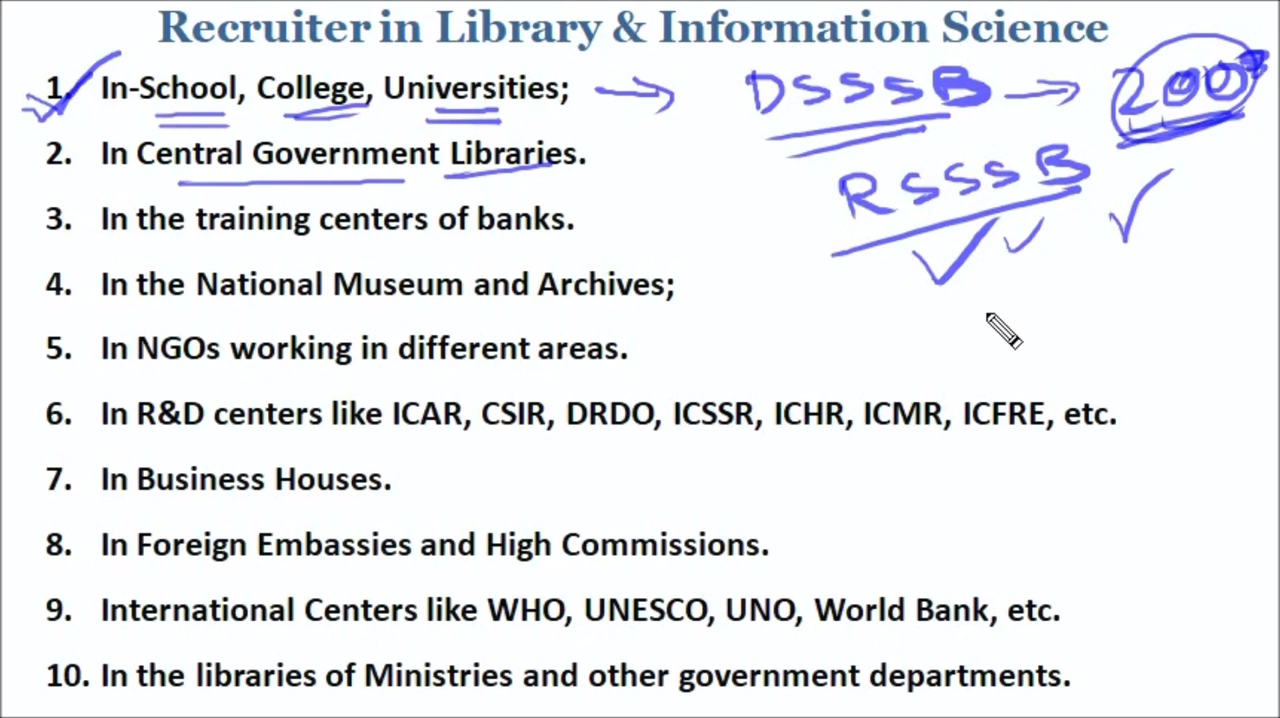 Recruiter in Library & Information Science
1. In-School, College, Universities; → DSSSB → 200
2. In Central Government Libraries.
RSSSB
3. In the training centers of banks.
4. In the National Museum and Archives;
5. In NGOs working in different areas.
6. In R&D centers like ICAR, CSIR, DRDO, ICSSR, ICHR, ICMR, ICFRE, etc.
7. In Business Houses.
8. In Foreign Embassies and High Commissions.
9. International Centers like WHO, UNESCO, UNO, World Bank, etc.
10. In the libraries of Ministries and other government departments.